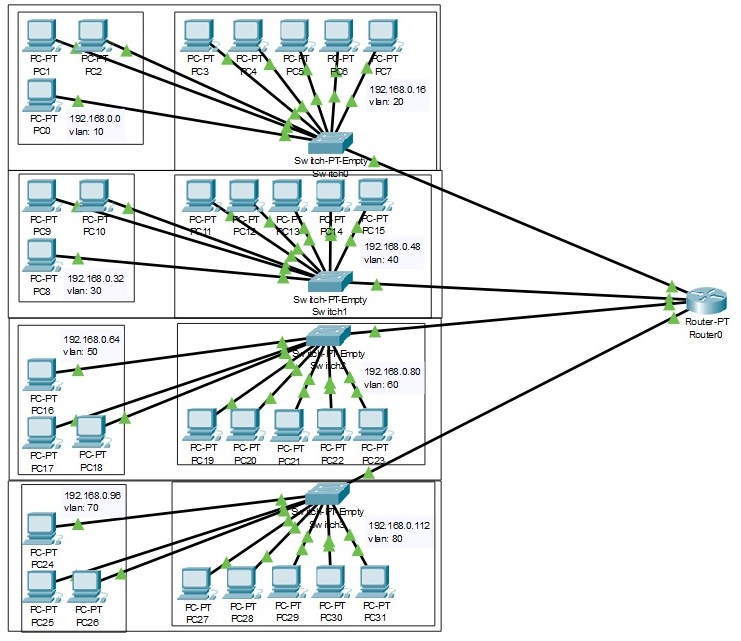 PC-PT
PC1
PC-PT
PC2
PC-PT
PC0
192.168.0.0
vlan: 10
PC-PT
PC3
PC-PT
PC4
PC-PT
PC5
PC-PT
PC6
PC-PT
PC7
192.168.0.16
vlan: 20
Switch-PT-Empty
Switch0
PC-PT
PC9
PC-PT
PC10
PC-PT
PC8
192.168.0.32
vlan: 30
PC-PT
PC11
PC-PT
PC12
PC-PT
PC13
PC-PT
PC14
PC-PT
PC15
192.168.0.48
vlan: 40
Switch-PT-Empty
Switch1
Router-PT
Router0
192.168.0.64
vlan: 50
PC-PT
PC16
PC-PT
PC17
PC-PT
PC18
Switch-PT-Empty
Switch2
192.168.0.80
vlan: 60
PC-PT
PC19
PC-PT
PC20
PC-PT
PC21
PC-PT
PC22
PC-PT
PC23
192.168.0.96
vlan: 70
PC-PT
PC24
PC-PT
PC25
PC-PT
PC26
Switch-PT-Empty
Switch3
192.168.0.112
vlan: 80
PC-PT
PC27
PC-PT
PC28
PC-PT
PC29
PC-PT
PC30
PC-PT
PC31